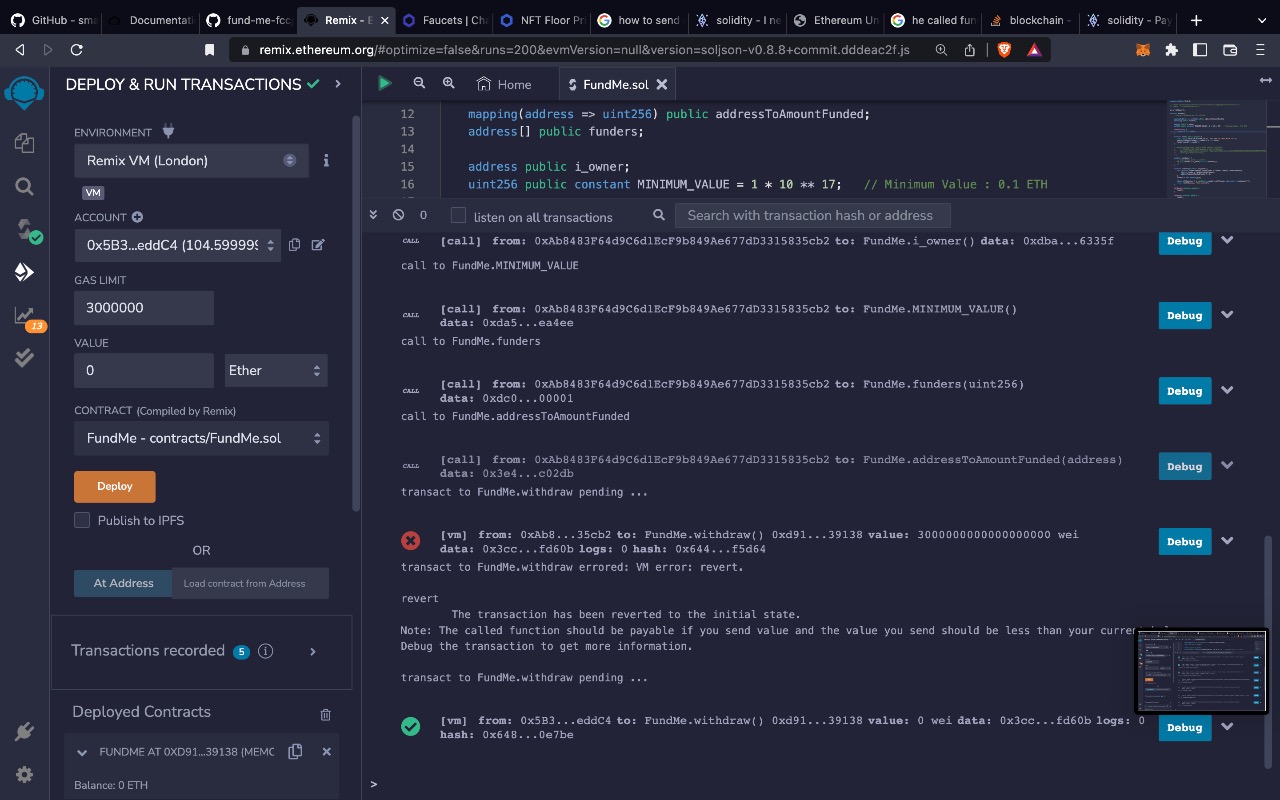 GitHub - sma
Documentati
fund-me-fcc
Remix - E
Faucets | Cha
NFT Floor Pri
how to send
solidity - I ne
Ethereum Un
he called fun
blockchain -
solidity - Pay
remix.ethereum.org/#optimize=false&runs=200&evmVersion=null&version=soljson-v0.8.8+commit.dddeac2f.js
DEPLOY & RUN TRANSACTIONS
ENVIRONMENT
Remix VM (London)
VM
ACCOUNT
0x5B3...eddC4 (104.599999
GAS LIMIT
3000000
VALUE
0
Ether
CONTRACT (Compiled by Remix)
FundMe - contracts/FundMe.sol
Deploy
Publish to IPFS
OR
At Address
Load contract from Address
Transactions recorded 5
Deployed Contracts
FUNDME AT 0XD91...39138 (MEMC
Balance: 0 ETH
13
Home
FundMe.sol
12 mapping(address => uint256) public addressToAmountFunded;
13 address[] public funders;
15 address public i_owner;
16 uint256 public constant MINIMUM_VALUE = 1 * 10 ** 17; // Minimum Value : 0.1 ETH
0
listen on all transactions
Search with transaction hash or address
CALL [call] from: 0xAb8483F64d9C6d1EcF9b849Ae677dD3315835cb2 to: FundMe.i_owner() data: 0xdba...6335f
Debug
call to FundMe.MINIMUM_VALUE
CALL [call] from: 0xAb8483F64d9C6d1EcF9b849Ae677dD3315835cb2 to: FundMe.MINIMUM_VALUE()
data: 0xda5...ea4ee
Debug
call to FundMe.funders
CALL [call] from: 0xAb8483F64d9C6d1EcF9b849Ae677dD3315835cb2 to: FundMe.funders(uint256)
data: 0xdc0...00001
Debug
call to FundMe.addressToAmountFunded
CALL [call] from: 0xAb8483F64d9C6d1EcF9b849Ae677dD3315835cb2 to: FundMe.addressToAmountFunded(address)
data: 0x3e4...c02db
Debug
transact to FundMe.withdraw pending ...
[vm] from: 0xAb8...35cb2 to: FundMe.withdraw() 0xd91...39138 value: 3000000000000000000 wei
data: 0x3cc...fd60b logs: 0 hash: 0x644...f5d64
Debug
transact to FundMe.withdraw errored: VM error: revert.
revert
The transaction has been reverted to the initial state.
Note: The called function should be payable if you send value and the value you send should be less than your current
Debug the transaction to get more information.
transact to FundMe.withdraw pending ...
[vm] from: 0x5B3...eddC4 to: FundMe.withdraw() 0xd91...39138 value: 0 wei data: 0x3cc...fd60b logs: 0
hash: 0x648...0e7be
Debug
>